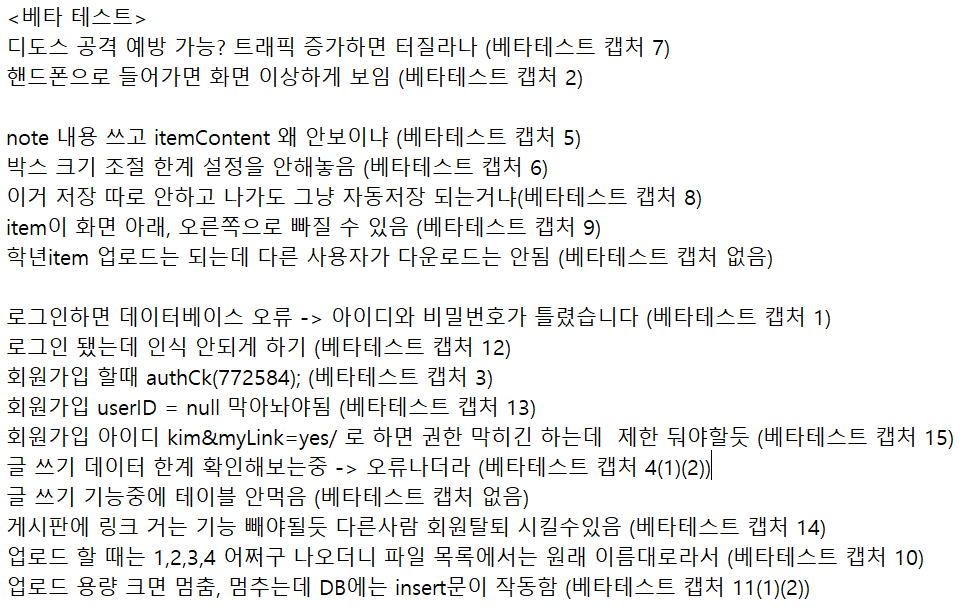 <베타 테스트>
디도스 공격 예방 가능? 트래픽 증가하면 터질라나 (베타테스트 캡처 7)
핸드폰으로 들어가면 화면 이상하게 보임 (베타테스트 캡처 2)
note 내용 쓰고 itemContent 왜 안보이냐 (베타테스트 캡처 5)
박스 크기 조절 한계 설정을 안해놓음 (베타테스트 캡처 6)
이거 저장 따로 안하고 나가도 그냥 자동저장 되는거냐(베타테스트 캡처 8)
item이 화면 아래, 오른쪽으로 빠질 수 있음 (베타테스트 캡처 9)
학년item 업로드는 되는데 다른 사용자가 다운로드는 안됨 (베타테스트 캡처 없음)
로그인하면 데이터베이스 오류 -> 아이디와 비밀번호가 틀렸습니다 (베타테스트 캡처 1)
로그인 됐는데 인식 안되게 하기 (베타테스트 캡처 12)
회원가입 할때 authCk(772584); (베타테스트 캡처 3)
회원가입 userID = null 막아놔야됨 (베타테스트 캡처 13)
회원가입 아이디 kim&myLink=yes/ 로 하면 권한 막히긴 하는데  제한 둬야할듯 (베타테스트 캡처 15)
글 쓰기 데이터 한계 확인해보는중 -> 오류나더라 (베타테스트 캡처 4(1)(2))
글 쓰기 기능중에 테이블 안먹음 (베타테스트 캡처 없음)
게시판에 링크 거는 기능 빼야될듯 다른사람 회원탈퇴 시킬수있음 (베타테스트 캡처 14)
업로드 할 때는 1,2,3,4 어쩌구 나오더니 파일 목록에서는 원래 이름대로라서 (베타테스트 캡처 10)
업로드 용량 크면 멈춤, 멈추는데 DB에는 insert문이 작동함 (베타테스트 캡처 11(1)(2))